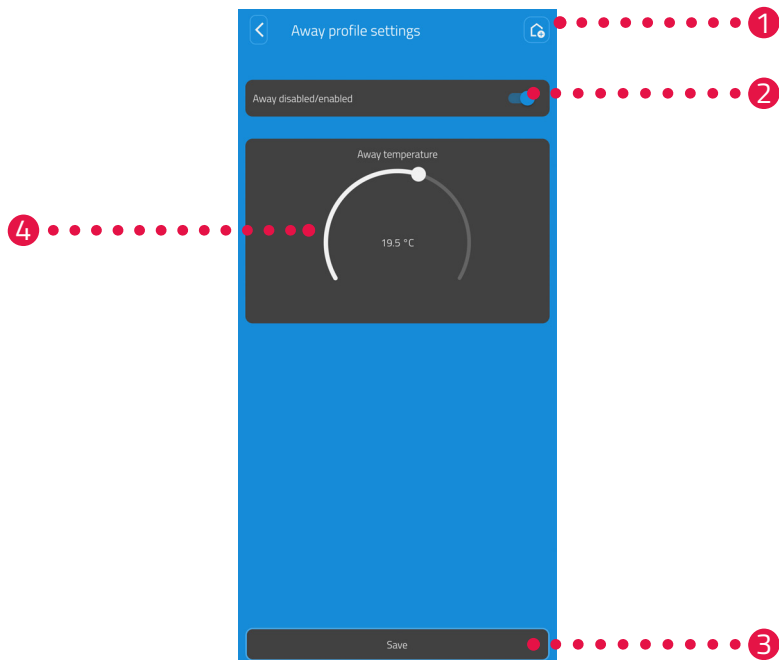 Away profile settings
1
Away disabled/enabled
2
Away temperature
4
19.5 °C
Save
3